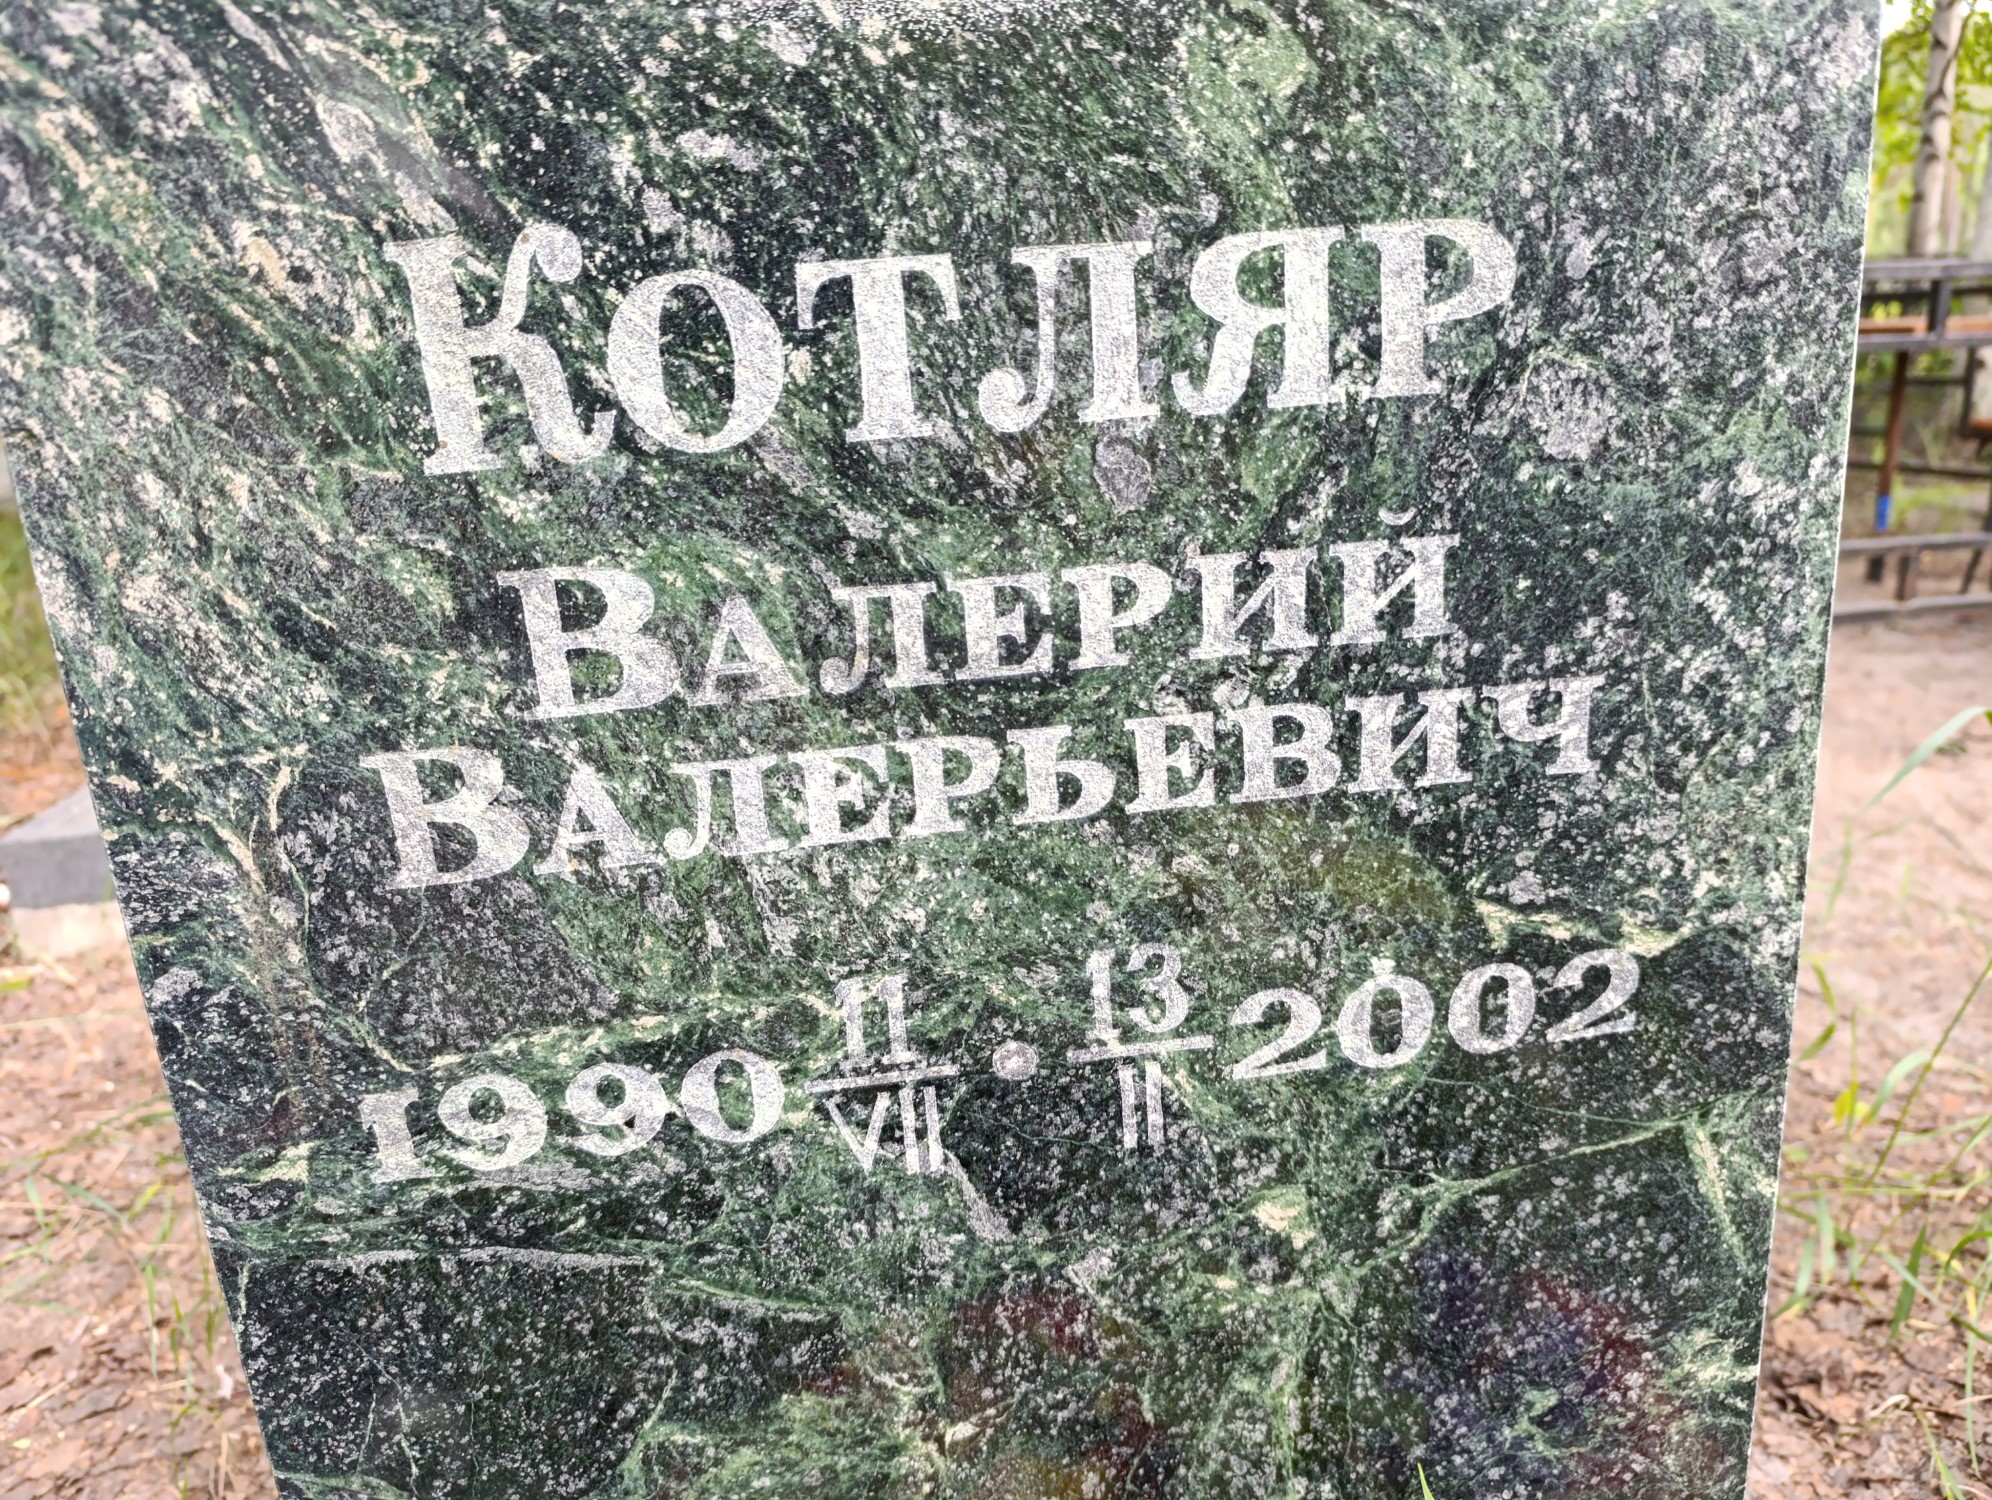 Котляр
Валерий
Валерьевич
1990 11/VII • 13/II 2002